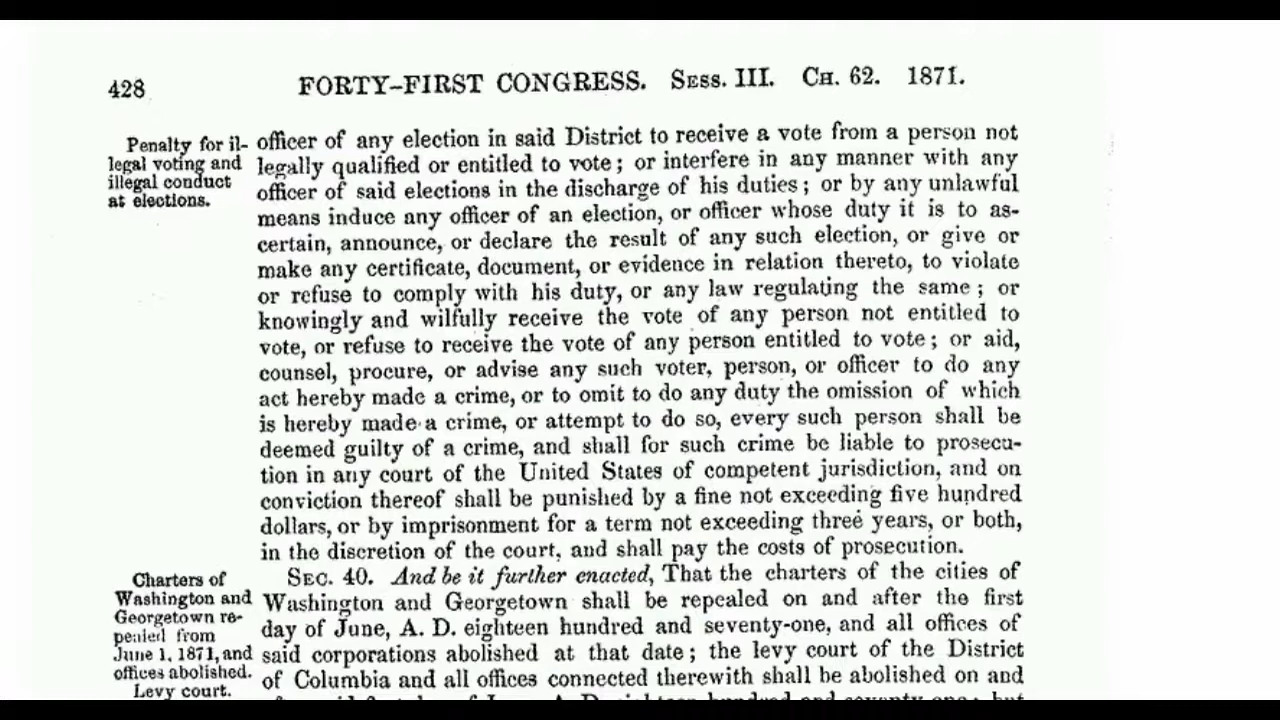 428 FORTY-FIRST CONGRESS. SESS. III. CH. 62. 1871.
Penalty for il-
legal voting and
illegal conduct
at elections.
officer of any election in said District to receive a vote from a person not
legally qualified or entitled to vote; or interfere in any manner with any
officer of said elections in the discharge of his duties; or by any unlawful
means induce any officer of an election, or officer whose duty it is to as-
certain, announce, or declare the result of any such election, or give or
make any certificate, document, or evidence in relation thereto, to violate
or refuse to comply with his duty, or any law regulating the same; or
knowingly and wilfully receive the vote of any person not entitled to
vote, or refuse to receive the vote of any person entitled to vote; or aid,
counsel, procure, or advise any such voter, person, or officer to do any
act hereby made a crime, or to omit to do any duty the omission of which
is hereby made a crime, or attempt to do so, every such person shall be
deemed guilty of a crime, and shall for such crime be liable to prosecu-
tion in any court of the United States of competent jurisdiction, and on
conviction thereof shall be punished by a fine not exceeding five hundred
dollars, or by imprisonment for a term not exceeding three years, or both,
in the discretion of the court, and shall pay the costs of prosecution.
Charters of
Washington and
Georgetown re-
pealed from
June 1, 1871, and
offices abolished.
Levy court.
SEC. 40. And be it further enacted, That the charters of the cities of
Washington and Georgetown shall be repealed on and after the first
day of June, A. D. eighteen hundred and seventy-one, and all offices of
said corporations abolished at that date; the levy court of the District
of Columbia and all offices connected therewith shall be abolished on and